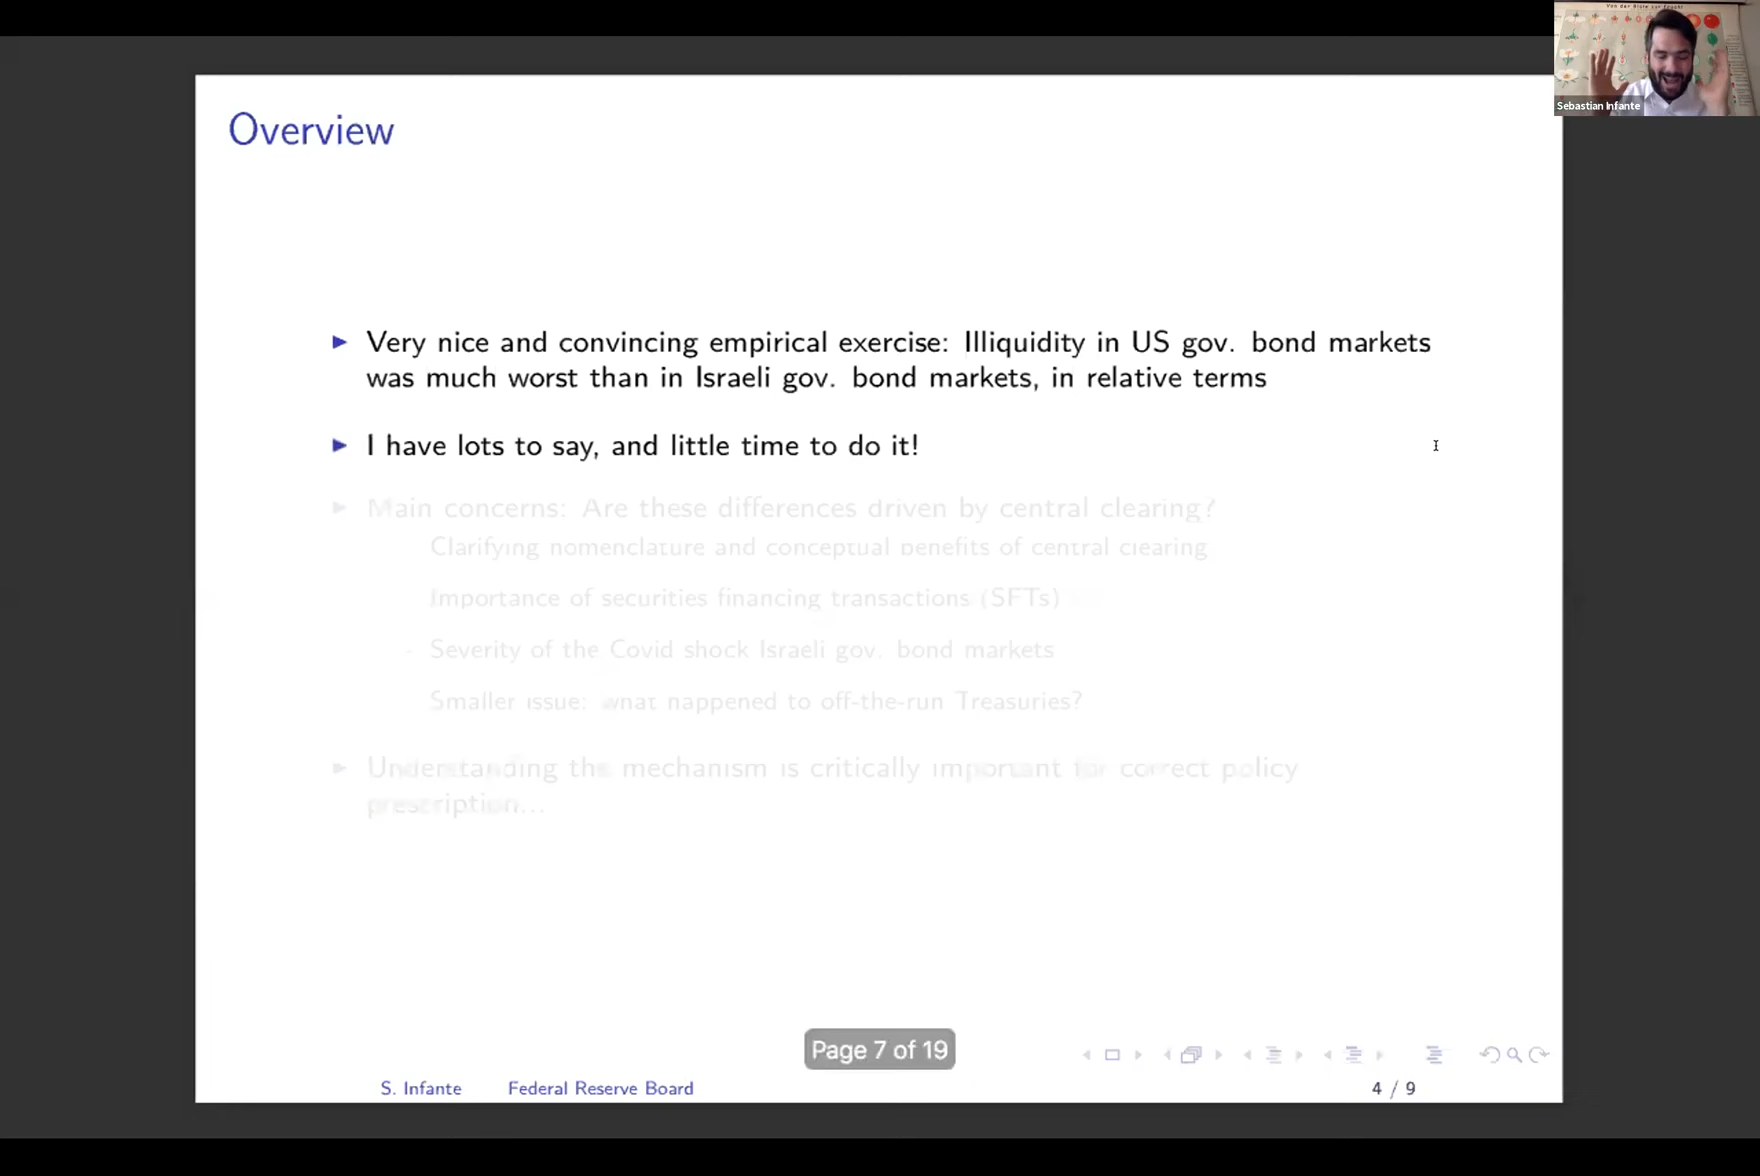 Von der Blüte zur Frucht
Sebastian Infante
Overview
Very nice and convincing empirical exercise: Illiquidity in US gov. bond markets
was much worst than in Israeli gov. bond markets, in relative terms
I have lots to say, and little time to do it!
Main concerns: Are these differences driven by central clearing?
Clarifying nomenclature and conceptual benefits of central clearing
Importance of securities financing transactions (SFTs)
- Severity of the Covid shock Israeli gov. bond markets
Smaller issue: what happened to off-the-run Treasuries?
Understanding the mechanism is critically important for correct policy
prescription...
Page 7 of 19
S. Infante Federal Reserve Board 4 / 9